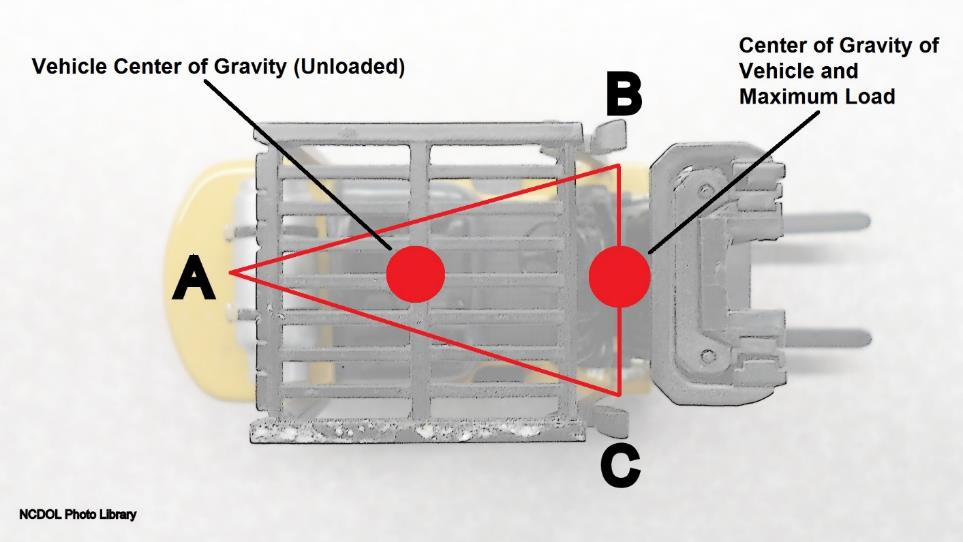 Vehicle Center of Gravity (Unloaded)
Center of Gravity of
Vehicle and
Maximum Load
B
A
C
NCDOL Photo Library